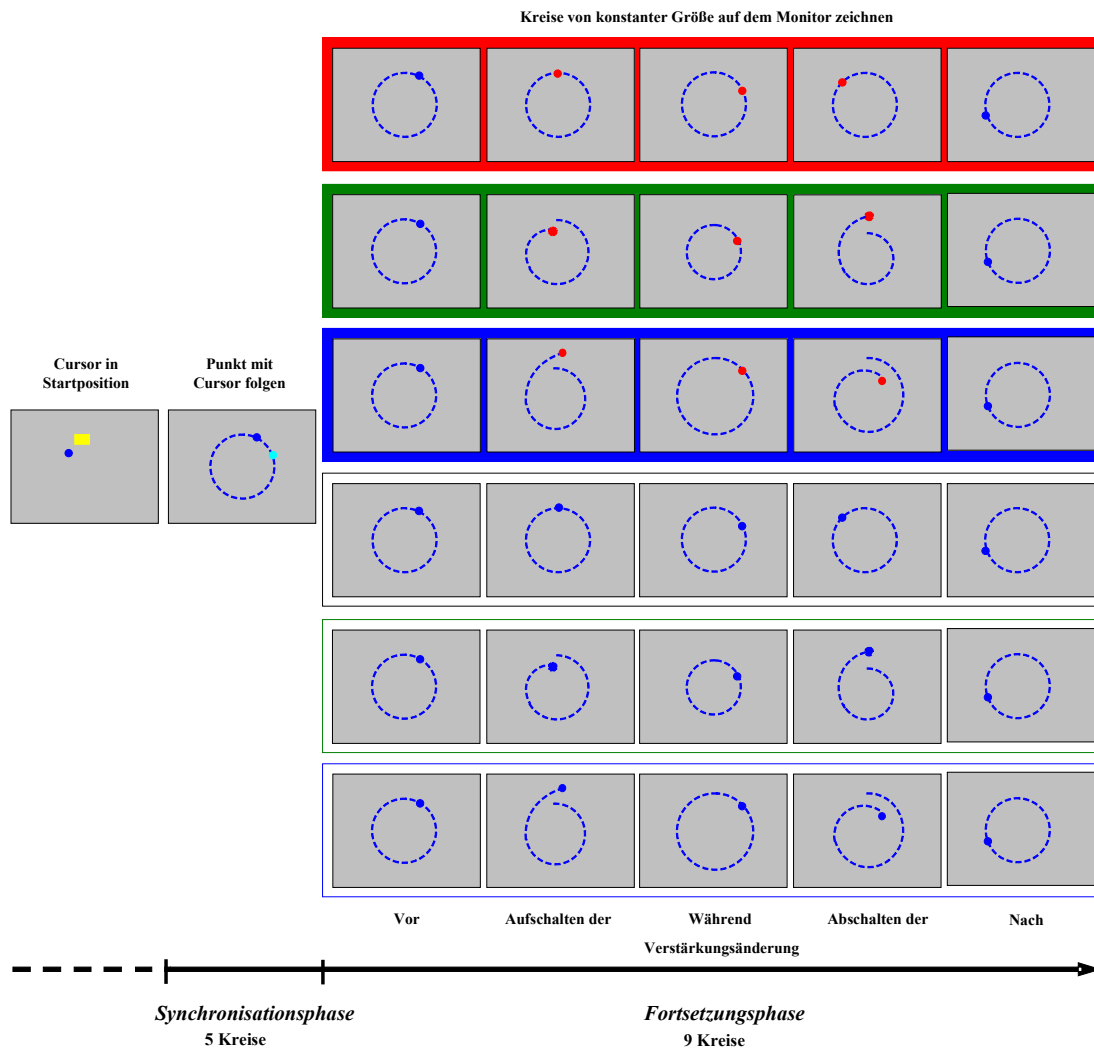 Kreise von konstanter Größe auf dem Monitor zeichnen
Cursor in
Startposition
Punkt mit
Cursor folgen
Vor
Aufschalten der
Während
Abschalten der
Nach
Verstärkungsänderung
Synchronisationsphase
5 Kreise
Fortsetzungsphase
9 Kreise